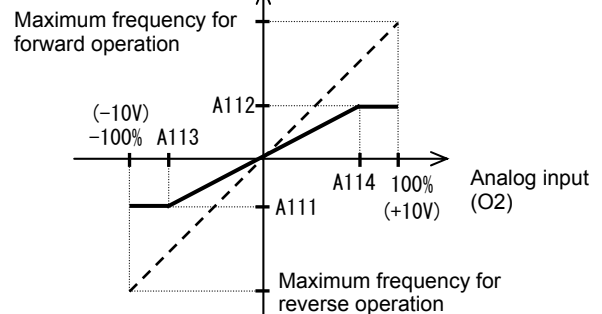 Maximum frequency for
forward operation
(−10V)
−100%
A113
A112
A114
100%
(+10V)
Analog input
(O2)
A111
Maximum frequency for
reverse operation